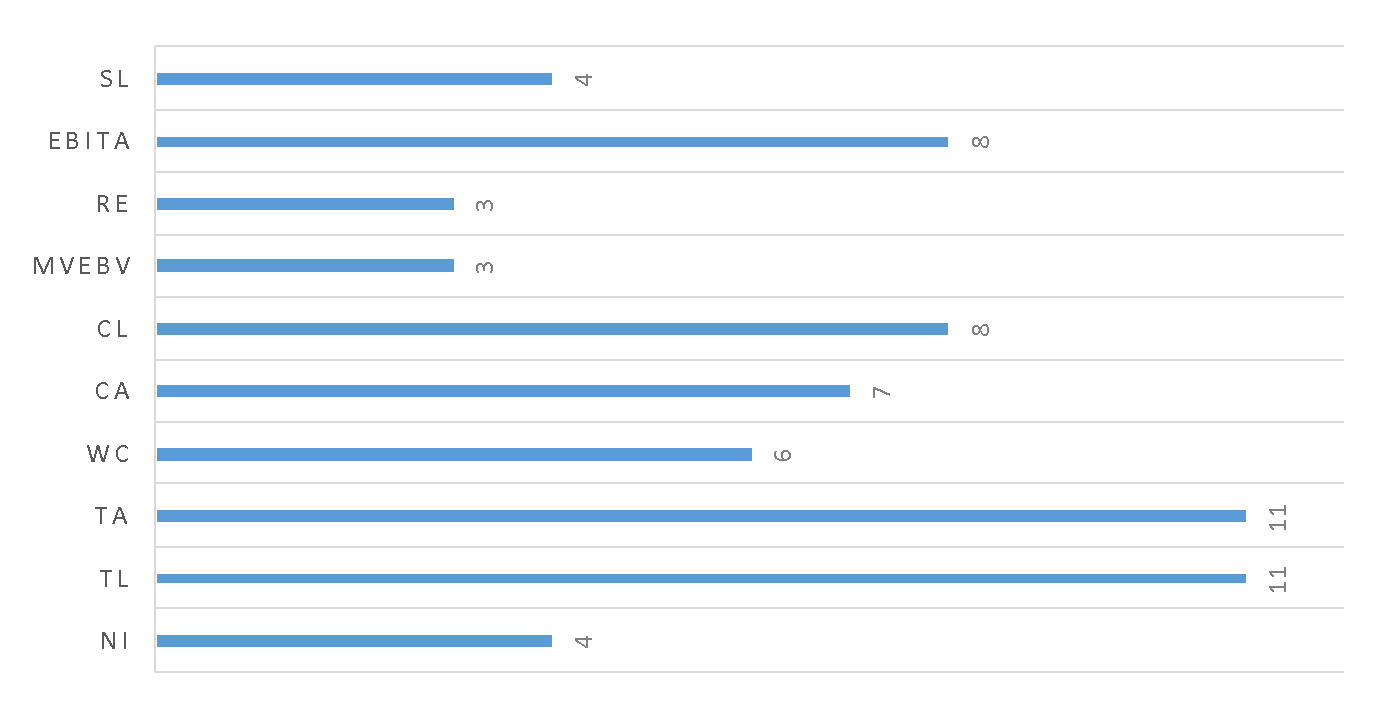 SL 4
EBITA 8
RE 3
MVEBV 3
CL 8
CA 7
WC 6
TA 11
TL 11
NI 4